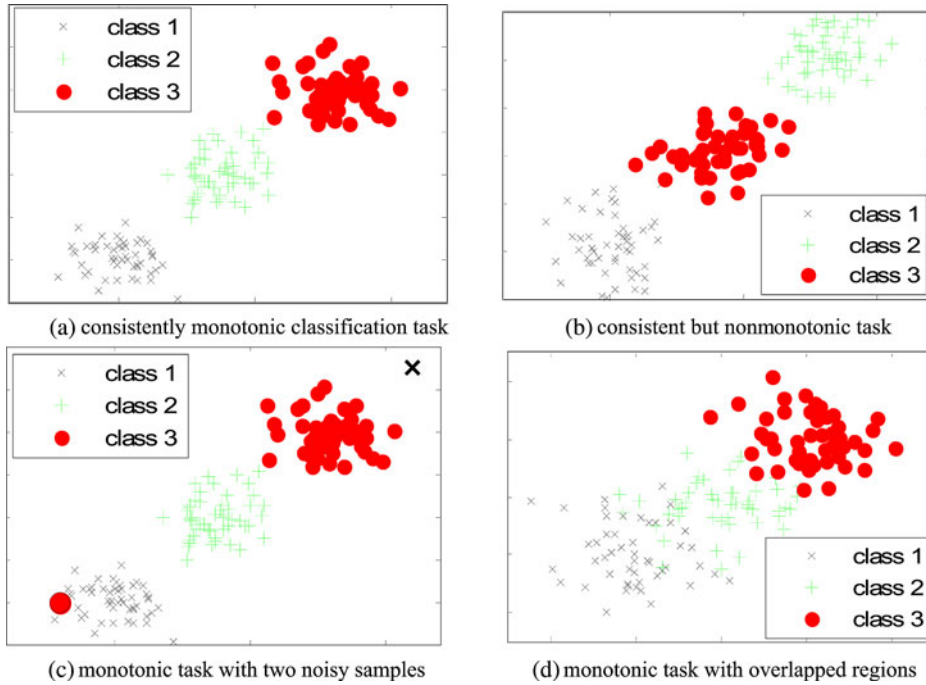 class 1
class 2
class 3
(a) consistently monotonic classification task
class 1
class 2
class 3
(b) consistent but nonmonotonic task
class 1
class 2
class 3
(c) monotonic task with two noisy samples
class 1
class 2
class 3
(d) monotonic task with overlapped regions